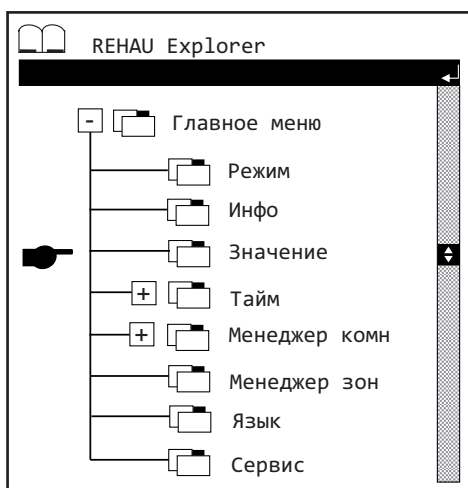 REHAU Explorer
Главное меню
Режим
Инфо
Значение
Тайм
Менеджер комн
Менеджер зон
Язык
Сервис